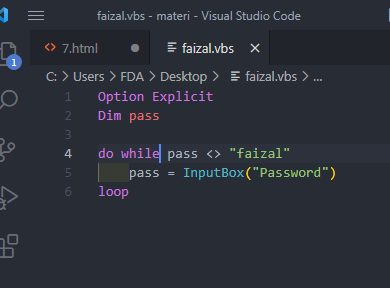 faizal.vbs - materi - Visual Studio Code
7.html
faizal.vbs
C: > Users > FDA > Desktop > faizal.vbs > ...
1
1 Option Explicit
2 Dim pass
3
4 do while pass <> "faizal"
5 pass = InputBox("Password")
6 loop